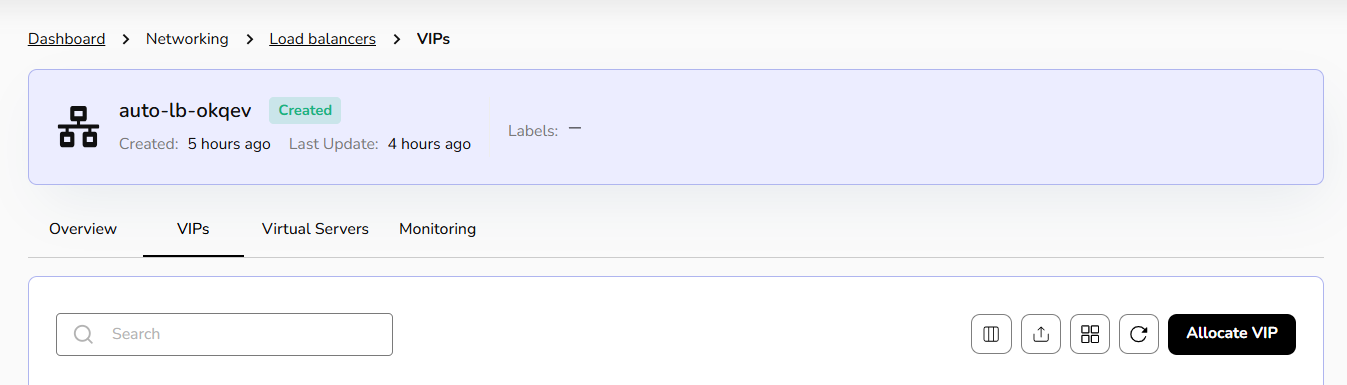 Dashboard > Networking > Load balancers > VIPs
auto-lb-okqev Created
Created: 5 hours ago Last Update: 4 hours ago Labels: —
Overview VIPs Virtual Servers Monitoring
Search Allocate VIP